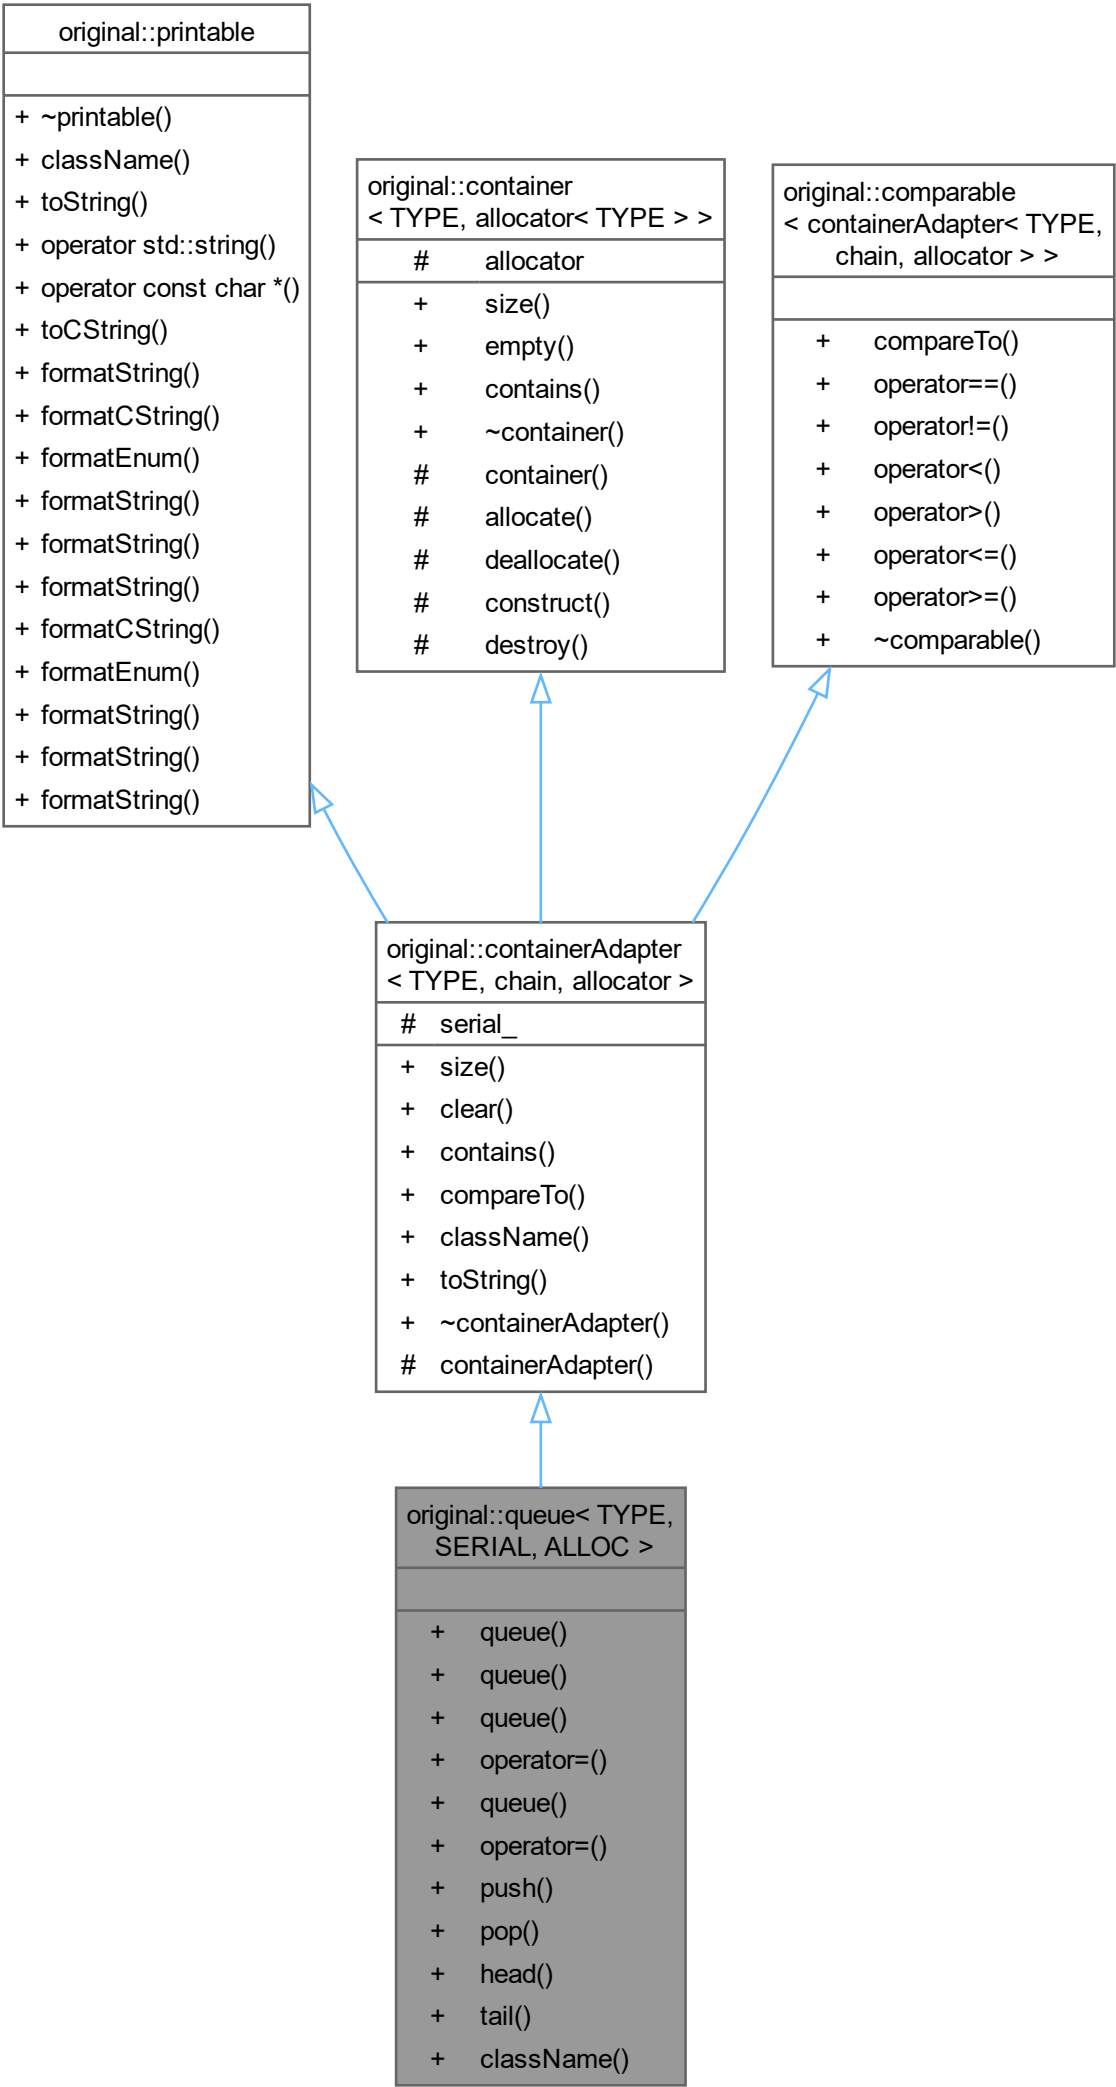 original::printable
+ ~printable()
+ className()
+ toString()
+ operator std::string()
+ operator const char *()
+ toCString()
+ formatString()
+ formatCString()
+ formatEnum()
+ formatString()
+ formatString()
+ formatString()
+ formatCString()
+ formatEnum()
+ formatString()
+ formatString()
+ formatString()
original::container
< TYPE, allocator< TYPE > >
# allocator
+ size()
+ empty()
+ contains()
+ ~container()
# container()
# allocate()
# deallocate()
# construct()
# destroy()
original::comparable
< containerAdapter< TYPE,
chain, allocator > >
+ compareTo()
+ operator==()
+ operator!=()
+ operator<()
+ operator>()
+ operator<=()
+ operator>=()
+ ~comparable()
original::containerAdapter
< TYPE, chain, allocator >
# serial_
+ size()
+ clear()
+ contains()
+ compareTo()
+ className()
+ toString()
+ ~containerAdapter()
# containerAdapter()
original::queue< TYPE,
SERIAL, ALLOC >
+ queue()
+ queue()
+ queue()
+ operator=()
+ queue()
+ operator=()
+ push()
+ pop()
+ head()
+ tail()
+ className()